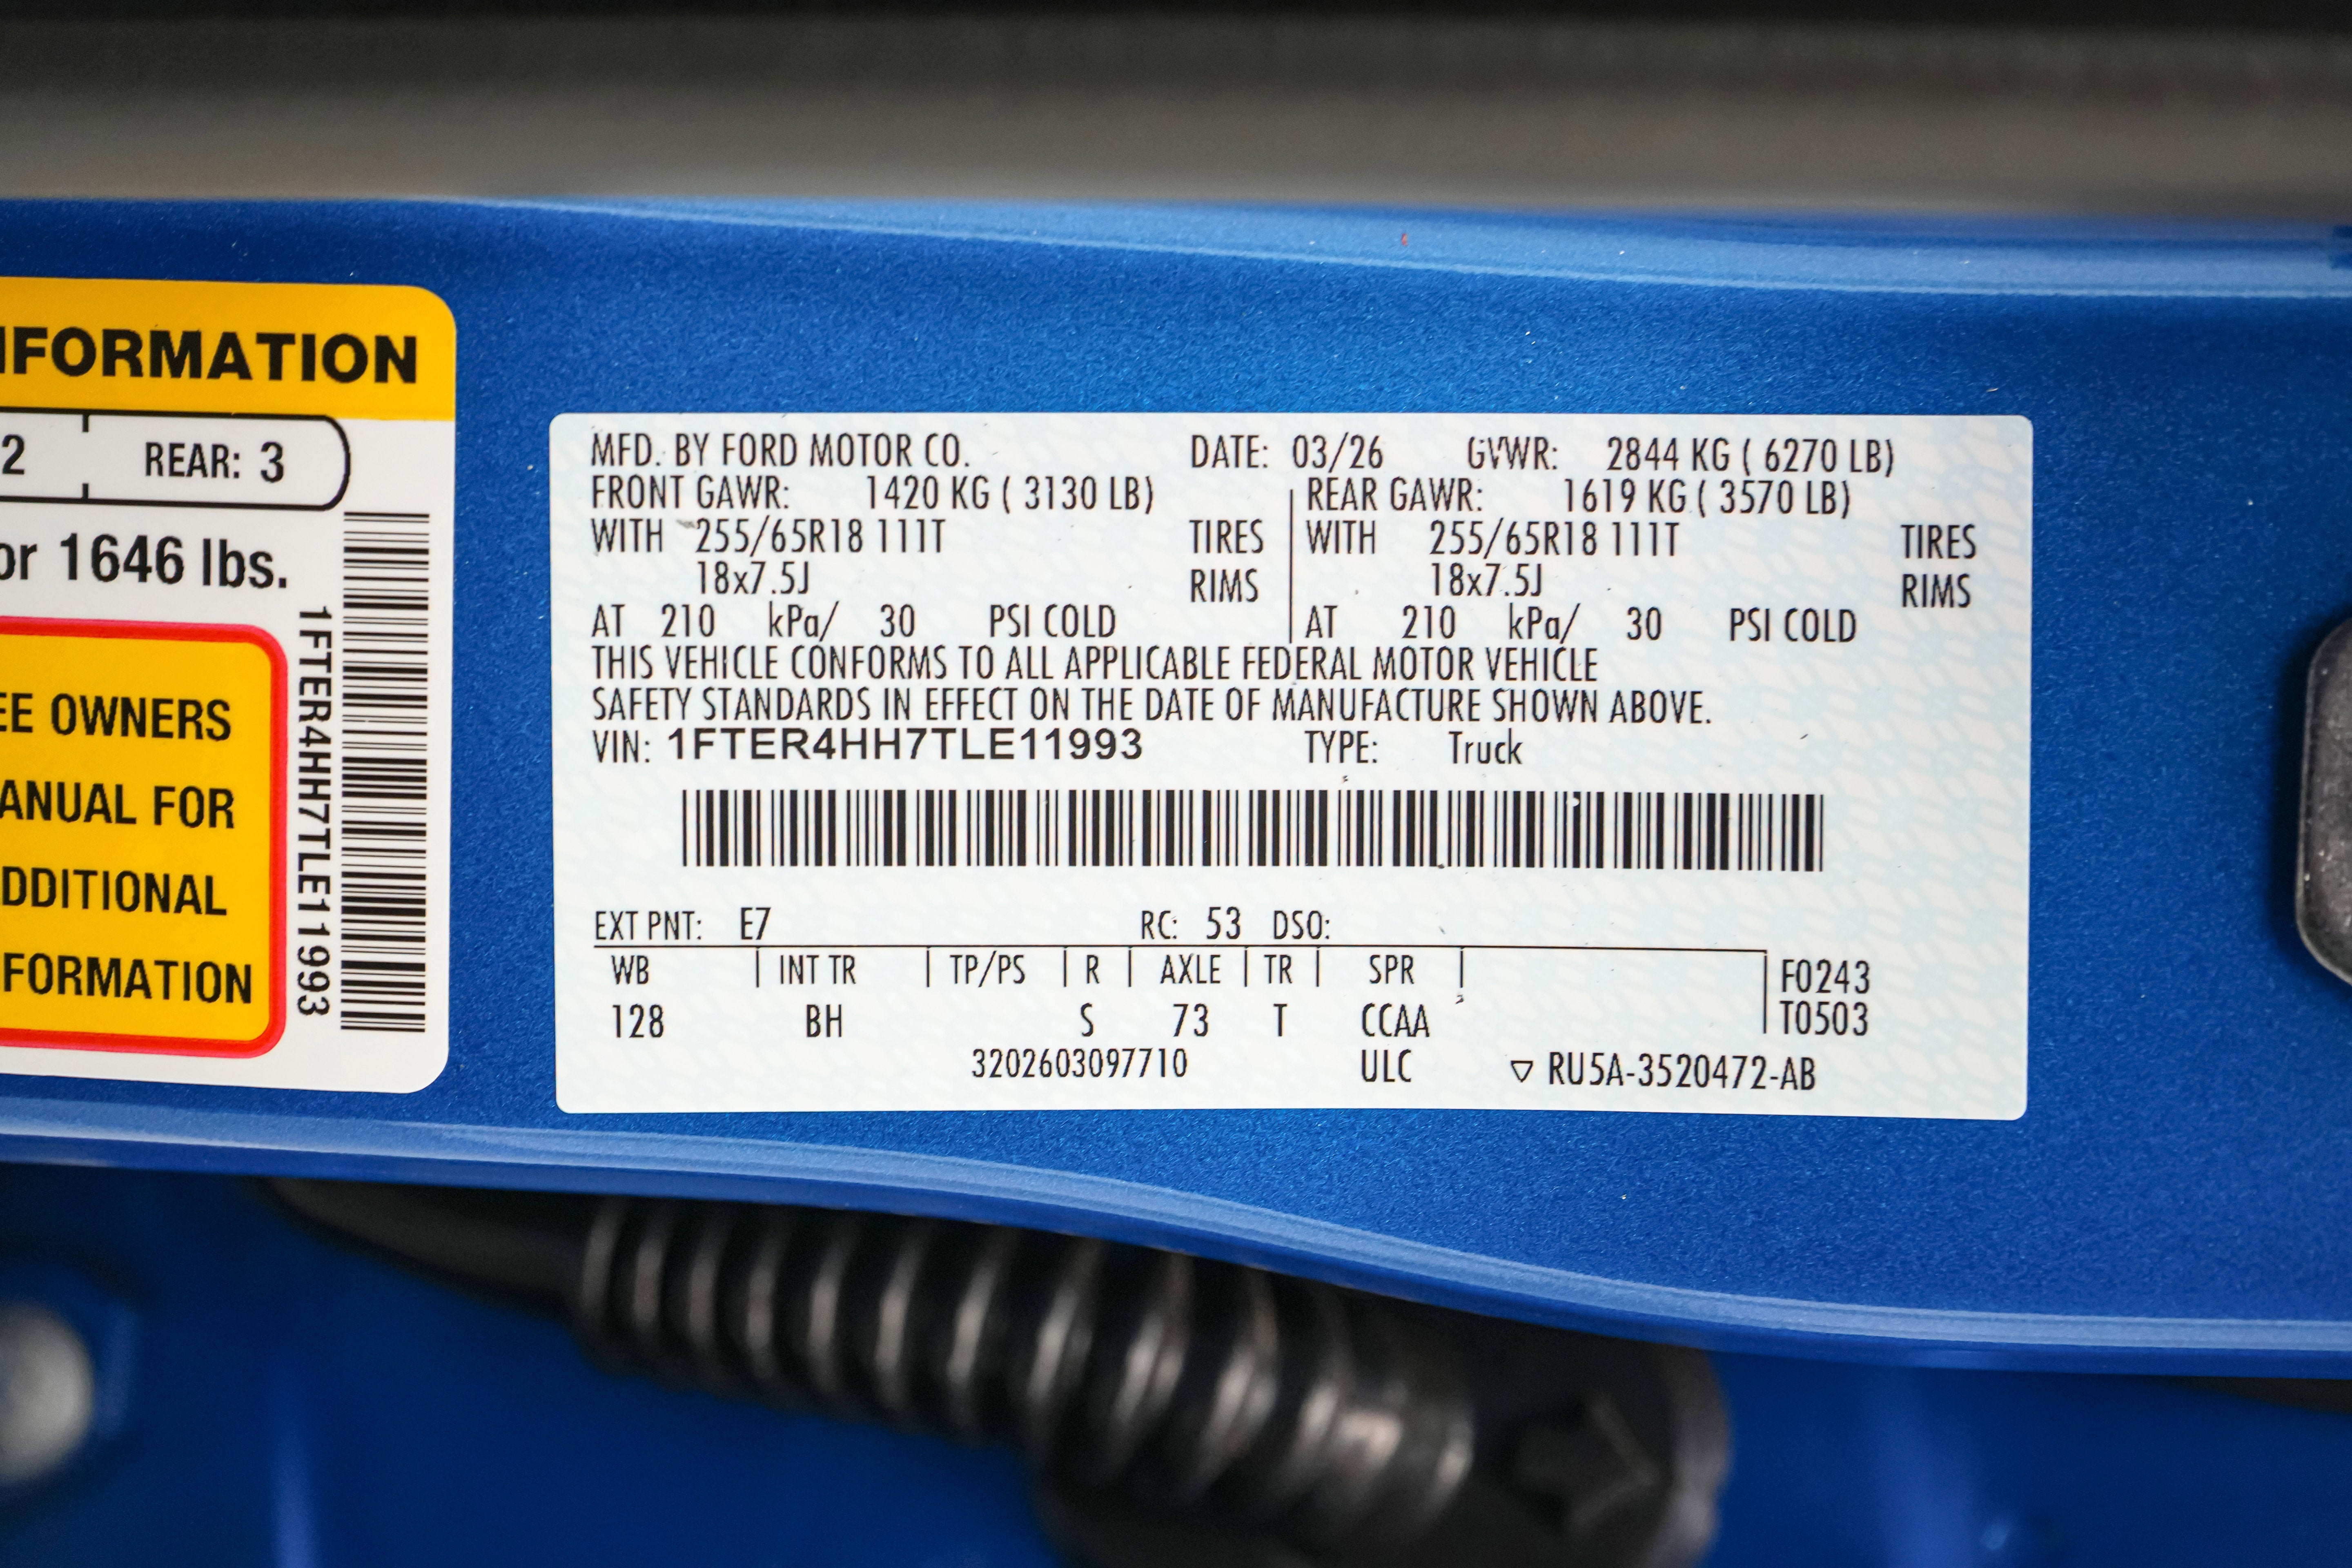 NFORMATION
2 REAR: 3
or 1646 lbs.
EE OWNERS
ANUAL FOR
DDITIONAL
FORMATION
1FTER4HH7TLE11993
MFD. BY FORD MOTOR CO. DATE: 03/26 GVWR: 2844 KG ( 6270 LB)
FRONT GAWR: 1420 KG ( 3130 LB) REAR GAWR: 1619 KG ( 3570 LB)
WITH 255/65R18 111T TIRES WITH 255/65R18 111T TIRES
18x7.5J RIMS 18x7.5J RIMS
AT 210 kPa/ 30 PSI COLD AT 210 kPa/ 30 PSI COLD
THIS VEHICLE CONFORMS TO ALL APPLICABLE FEDERAL MOTOR VEHICLE
SAFETY STANDARDS IN EFFECT ON THE DATE OF MANUFACTURE SHOWN ABOVE.
VIN: 1FTER4HH7TLE11993 TYPE: Truck
EXT PNT: E7 RC: 53 DSO:
WB INT TR TP/PS R AXLE TR SPR F0243
128 BH S 73 T CCAA T0503
3202603097710 ULC ▽ RU5A-3520472-AB